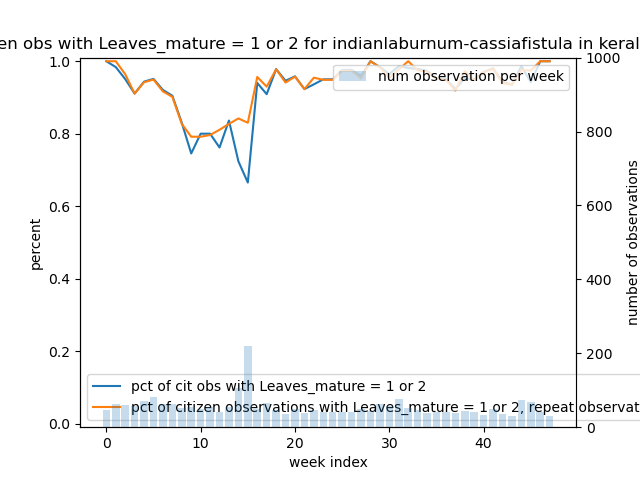 en obs with Leaves_mature = 1 or 2 for indianlaburnum-cassiafistula in keral
1.0
0.8
0.6
0.4
0.2
0.0
percent
num observation per week
1000
800
600
400
200
0
number of observations
pct of cit obs with Leaves_mature = 1 or 2
pct of citizen observations with Leaves_mature = 1 or 2, repeat observat
0 10 20 30 40
week index